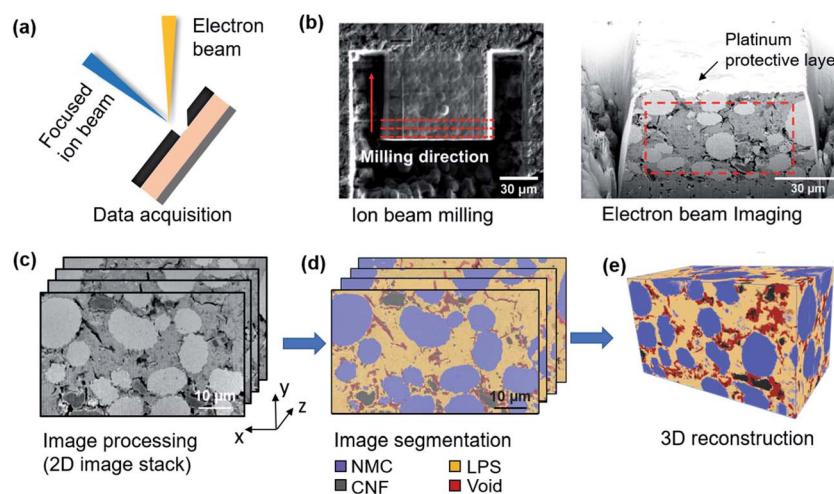 (a)
Electron
beam
Focused
ion beam
Data acquisition
(b)
Milling direction
30 µm
Ion beam milling
Platinum
protective layer
30 µm
Electron beam Imaging
(c)
10 µm
y
z
x
Image processing
(2D image stack)
(d)
10 µm
Image segmentation
NMC
LPS
CNF
Void
(e)
3D reconstruction